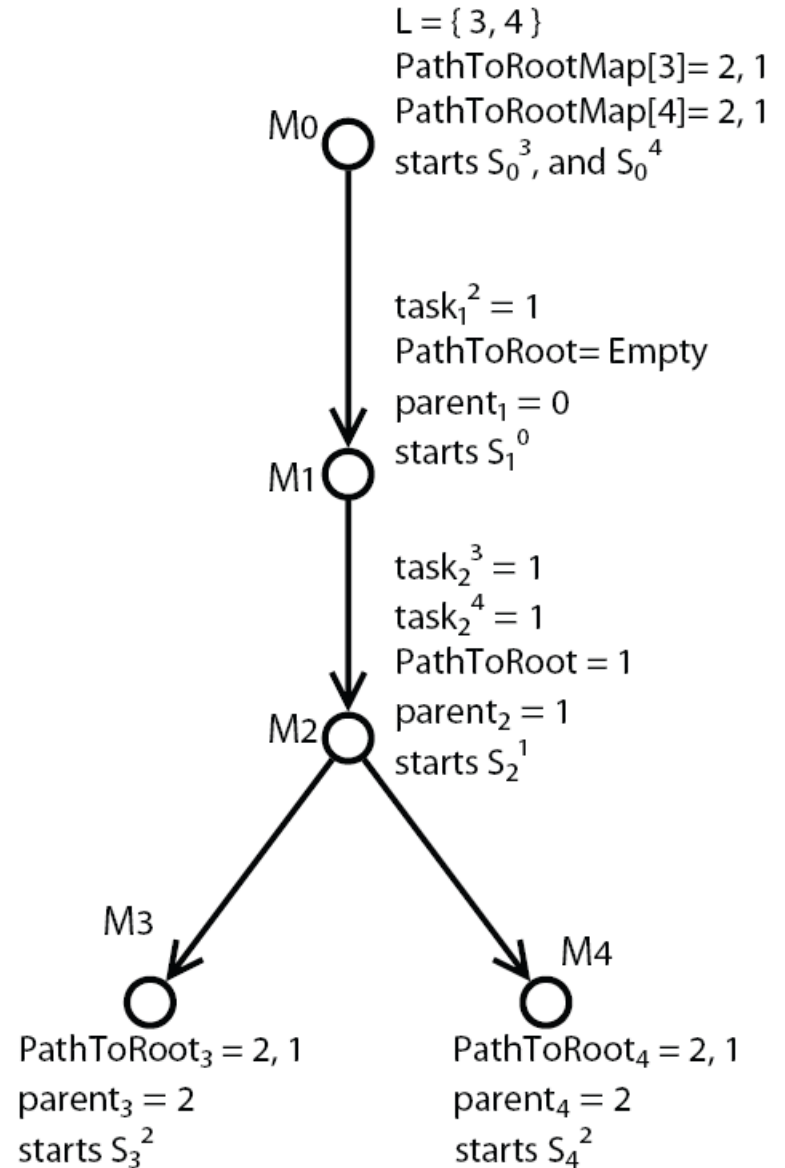 L = { 3, 4 }
PathToRootMap[3]= 2, 1
PathToRootMap[4]= 2, 1
M0
starts S₀³, and S₀⁴
task₁² = 1
PathToRoot= Empty
parent₁ = 0
starts S₁⁰
M1
task₂³ = 1
task₂⁴ = 1
PathToRoot = 1
parent₂ = 1
M2
starts S₂¹
M3
M4
PathToRoot₃ = 2, 1
parent₃ = 2
starts S₃²
PathToRoot₄ = 2, 1
parent₄ = 2
starts S₄²